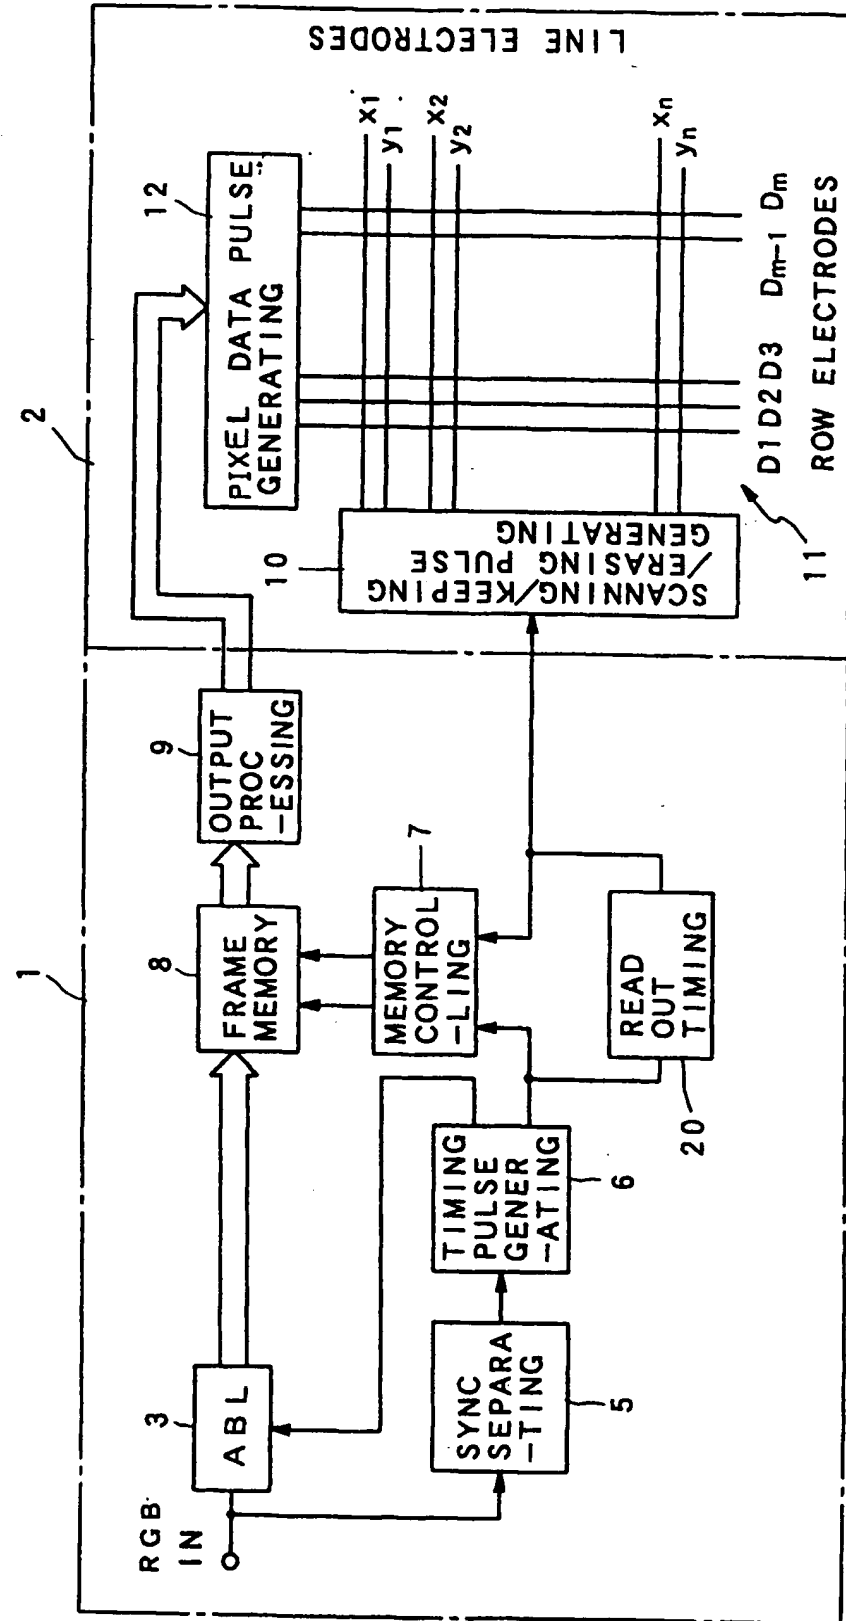 1
2
RGB
IN
3
ABL
8
FRAME
MEMORY
9
OUTPUT
PROC
-ESSING
12
PIXEL DATA PULSE
GENERATING
5
SYNC
SEPARA
-TING
6
TIMING
PULSE
GENER
-ATING
7
MEMORY
CONTROL
-LING
20
READ
OUT
TIMING
10
SCANNING/KEEPING
/ERASING PULSE
GENERATING
11
x1
y1
x2
y2
xn
yn
LINE ELECTRODES
D1 D2 D3 Dm-1 Dm
ROW ELECTRODES